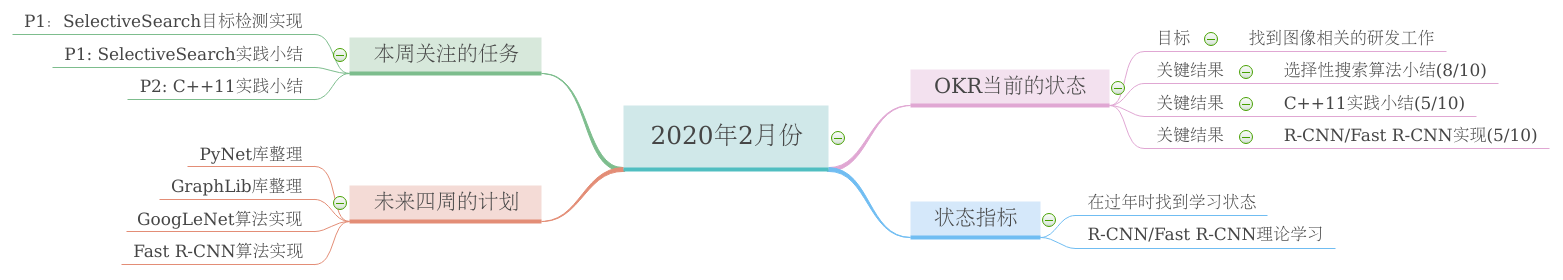 2020年2月份
本周关注的任务
P1: SelectiveSearch目标检测实现
P1: SelectiveSearch实践小结
P2: C++11实践小结
未来四周的计划
PyNet库整理
GraphLib库整理
GoogLeNet算法实现
Fast R-CNN算法实现
OKR当前的状态
目标 找到图像相关的研发工作
关键结果 选择性搜索算法小结(8/10)
关键结果 C++11实践小结(5/10)
关键结果 R-CNN/Fast R-CNN实现(5/10)
状态指标
在过年时找到学习状态
R-CNN/Fast R-CNN理论学习